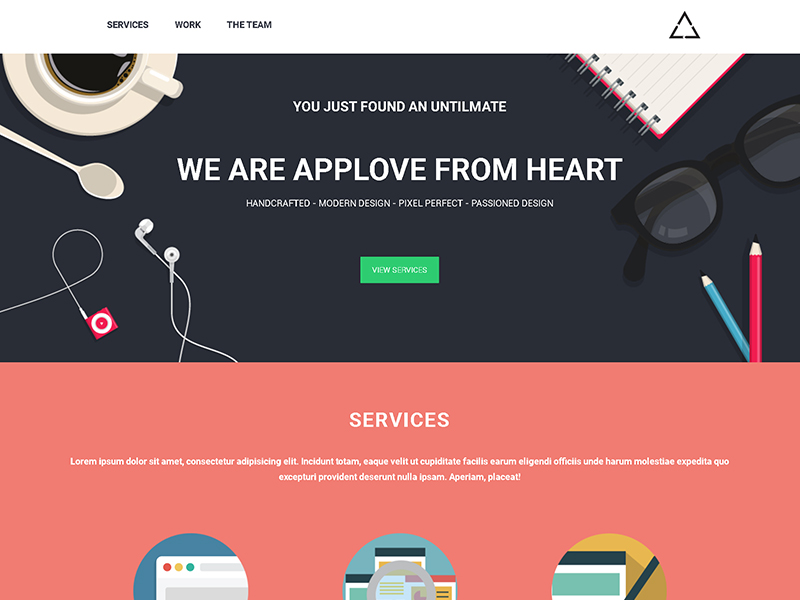 SERVICES WORK THE TEAM
YOU JUST FOUND AN UNTILMATE
WE ARE APPLOVE FROM HEART
HANDCRAFTED - MODERN DESIGN - PIXEL PERFECT - PASSIONED DESIGN
VIEW SERVICES
SERVICES
Lorem ipsum dolor sit amet, consectetur adipisicing elit. Incidunt totam, eaque velit ut cupiditate facilis earum eligendi officiis unde harum molestiae expedita quo
excepturi provident deserunt nulla ipsam. Aperiam, placeat!